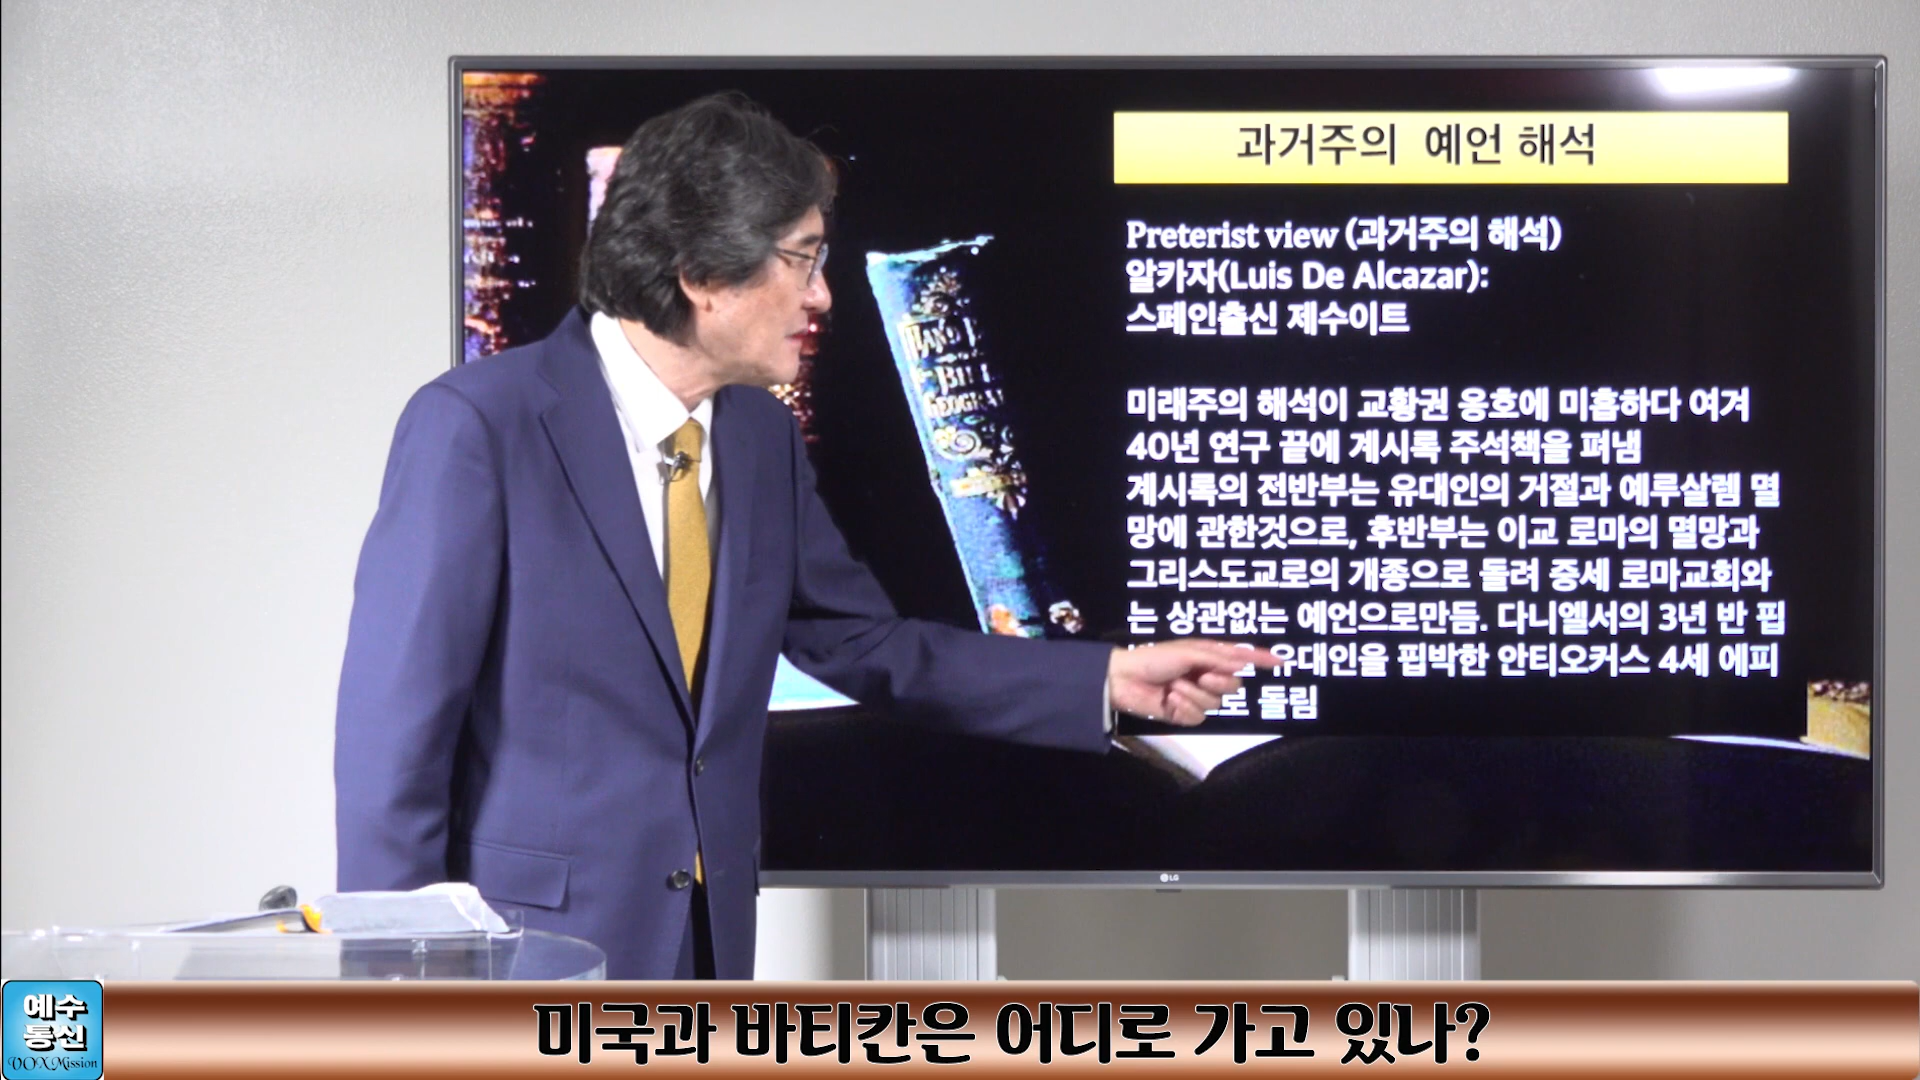 과거주의 예언 해석
Preterist view (과거주의 해석)
알카자(Luis De Alcazar):
스페인출신 제수이트
미래주의 해석이 교황권 옹호에 미흡하다 여겨
40년 연구 끝에 계시록 주석책을 펴냄
계시록의 전반부는 유대인의 거절과 예루살렘 멸
망에 관한것으로, 후반부는 이교 로마의 멸망과
그리스도교로의 개종으로 돌려 중세 로마교회와
는 상관없는 예언으로만듬. 다니엘서의 3년 반 핍
유대인을 핍박한 안티오커스 4세 에피
로 돌림
HAND
BIBL
GEOGRA
LG
예수
통신
VOX Mission
미국과 바티칸은 어디로 가고 있나?